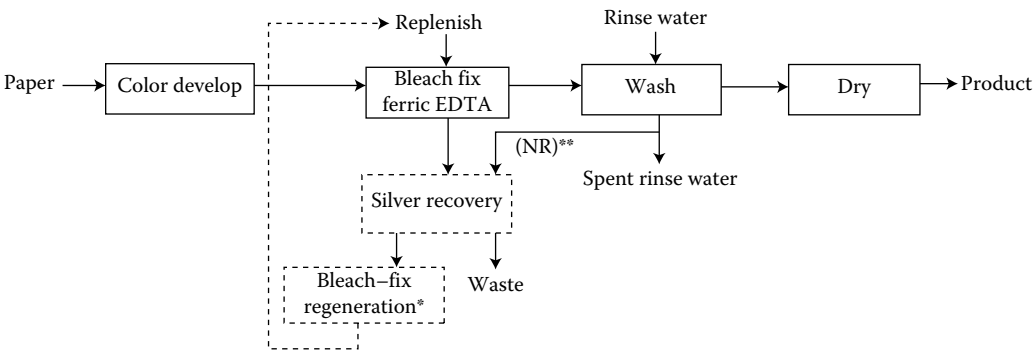 Replenish
Rinse water
Paper
Color develop
Bleach fix
ferric EDTA
Wash
Dry
Product
(NR)**
Spent rinse water
Silver recovery
Bleach–fix
regeneration*
Waste